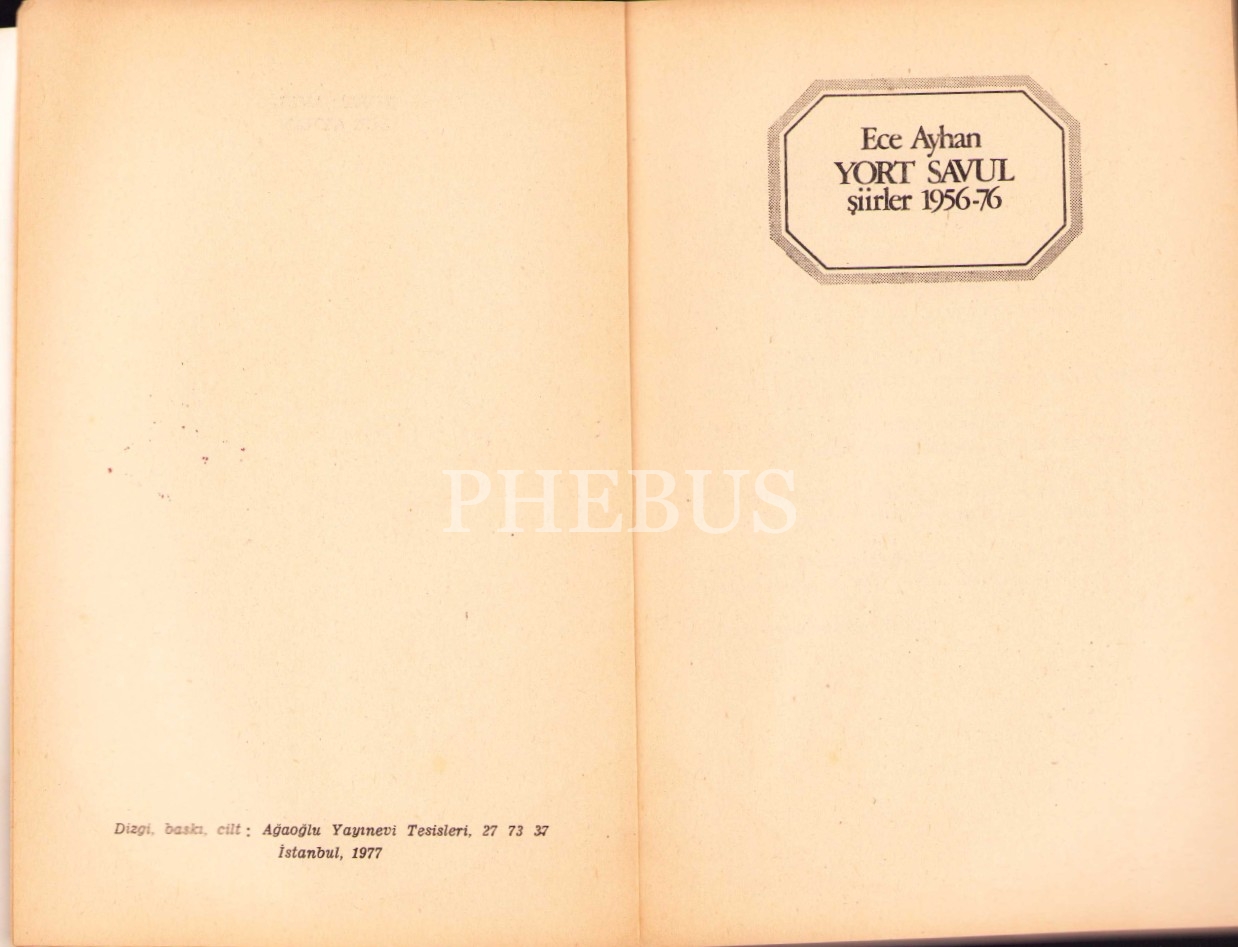 Dizgi, baskı, cilt : Ağaoğlu Yayınevi Tesisleri, 27 73 37
İstanbul, 1977
Ece Ayhan
YORT SAVUL
şiirler 1956-76
PHEBUS